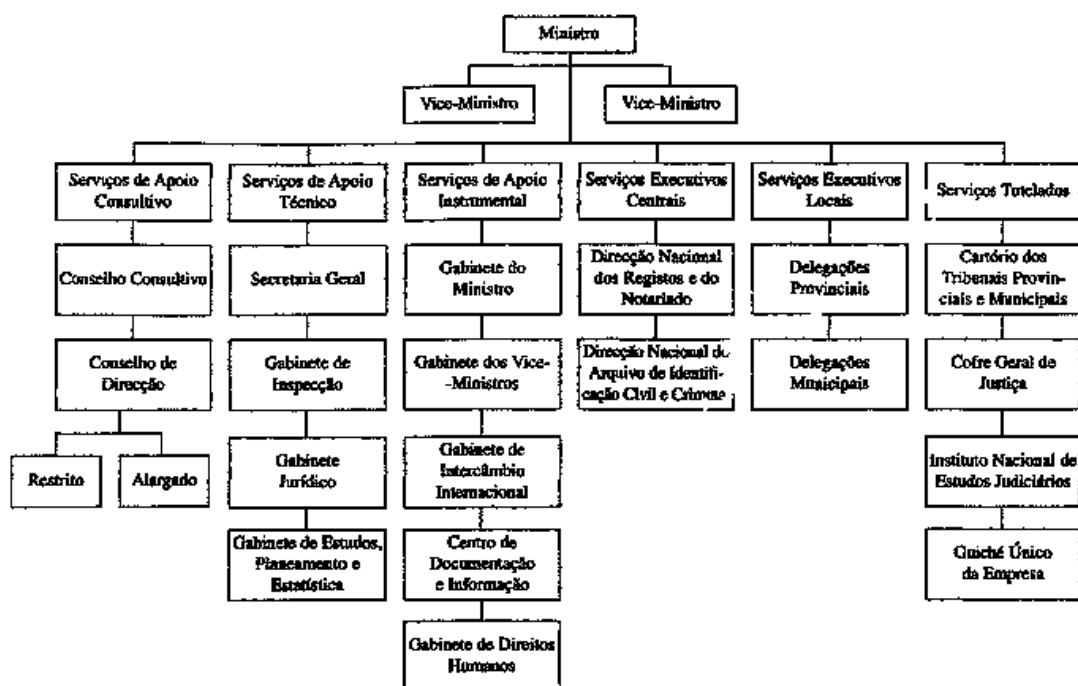 Ministro
Vice-Ministro
Vice-Ministro
Serviços de Apoio
Consultivo
Serviços de Apoio
Técnico
Serviços de Apoio
Instrumental
Serviços Executivos
Centrais
Serviços Executivos
Locais
Serviços Tutelados
Conselho Consultivo
Secretaria Geral
Gabinete do
Ministro
Direcção Nacional
dos Registos e do
Notariado
Delegações
Provinciais
Cartório dos
Tribunais Provin-
ciais e Municipais
Conselho de
Direcção
Gabinete de
Inspecção
Gabinete dos Vice-
-Ministros
Direcção Nacional do
Arquivo de Identifi-
cação Civil e
Delegações
Municipais
Cofre Geral de
Justiça
Restrito
Alargado
Gabinete
Jurídico
Gabinete de
Intercâmbio
Internacional
Instituto Nacional de
Estudos Judiciários
Gabinete de Estudos,
Planeamento e
Estatística
Centro de
Documentação
e Informação
Guiché Único
da Empresa
Gabinete de Direitos
Humanos